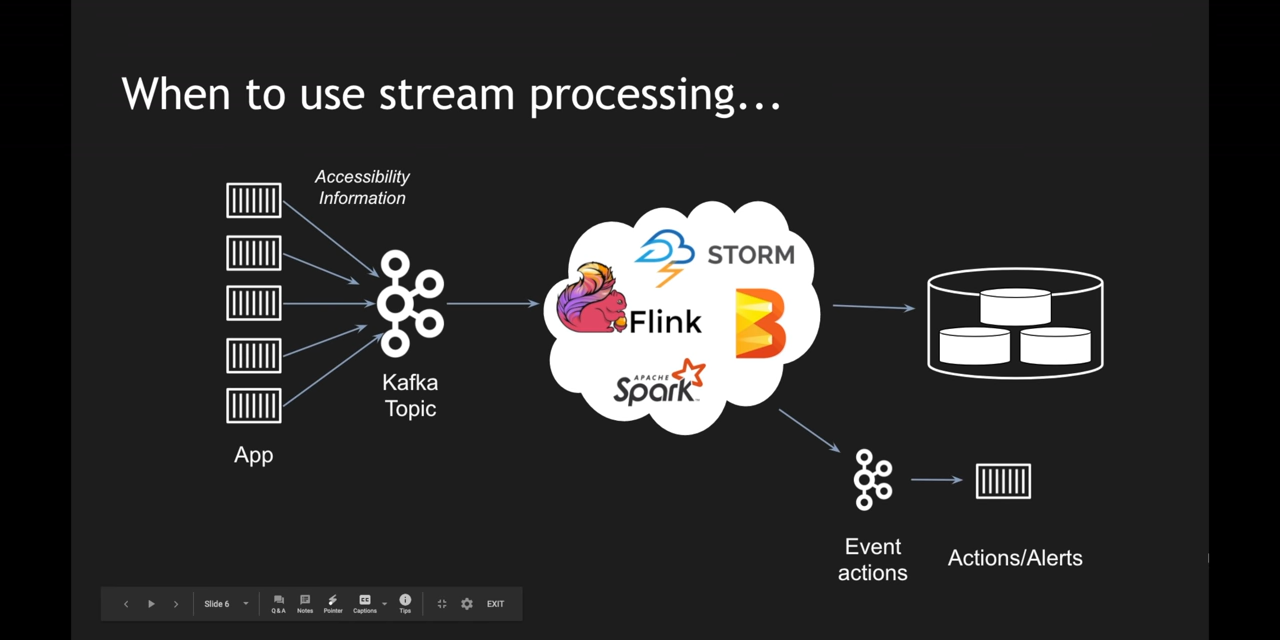 When to use stream processing...
Accessibility
Information
STORM
Flink
APACHE
Spark
Kafka
Topic
App
Event
actions
Actions/Alerts
Slide 6
Q&A
Notes
Pointer
Captions
Tips
EXIT